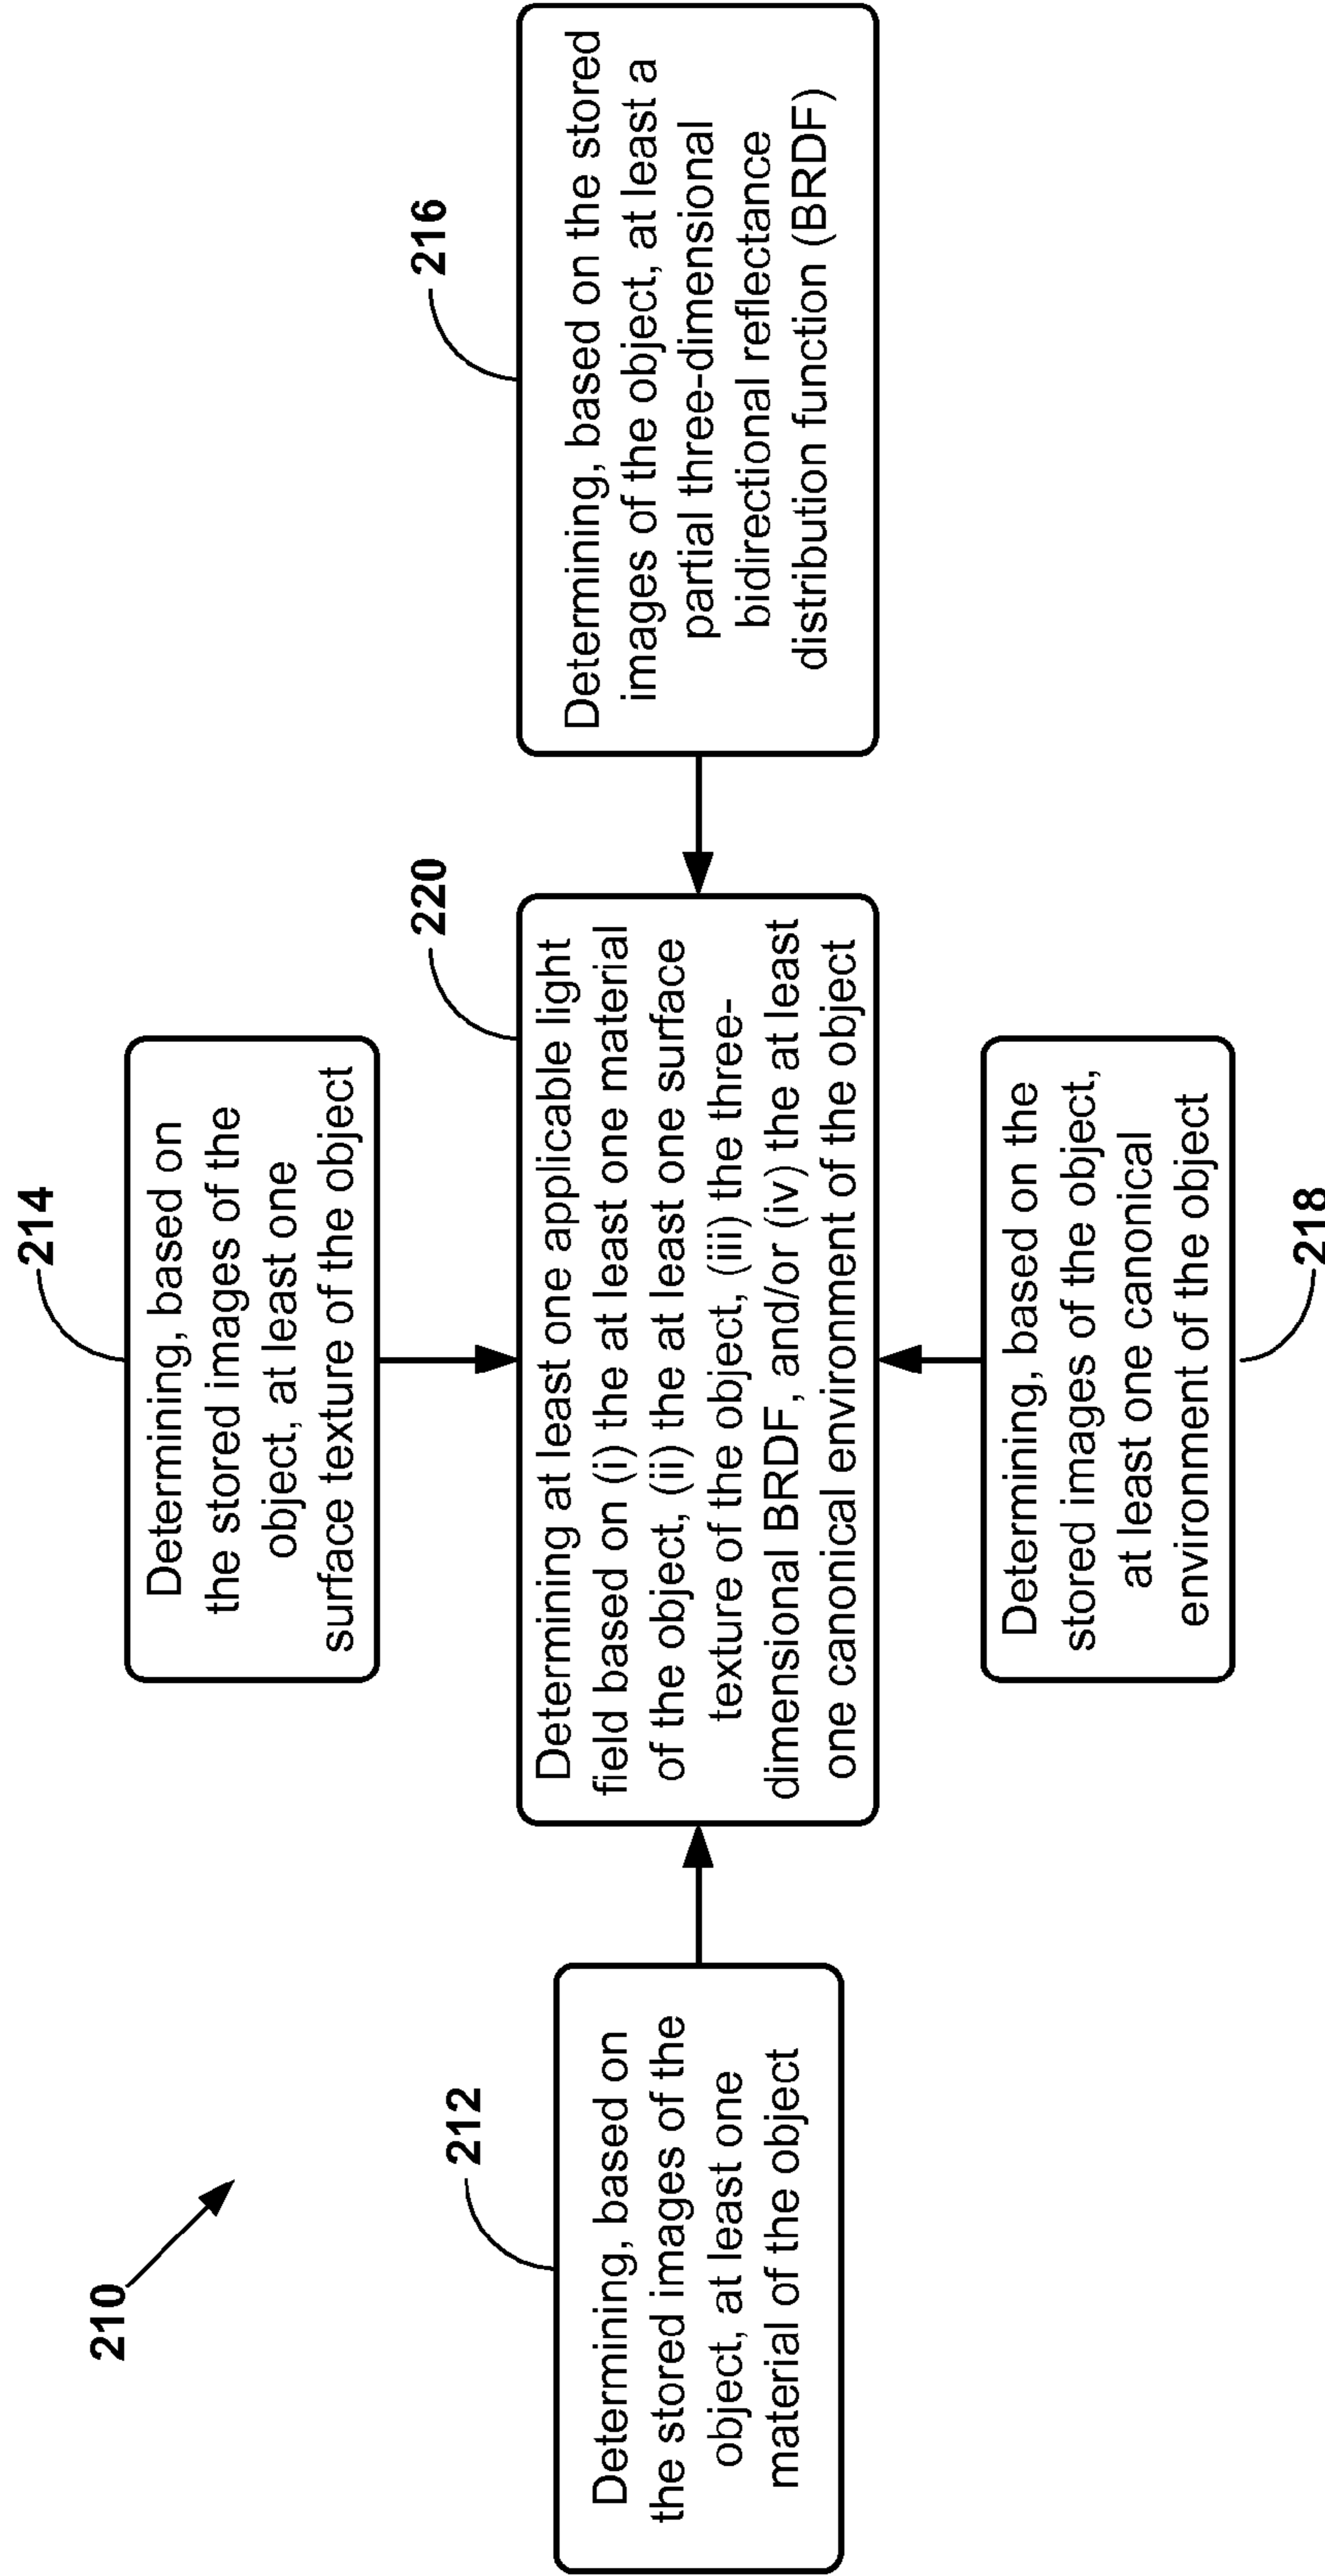 210
212
Determining, based on
the stored images of the
object, at least one
material of the object
214
Determining, based on
the stored images of the
object, at least one
surface texture of the object
220
Determining at least one applicable light
field based on (i) the at least one material
of the object, (ii) the at least one surface
texture of the object, (iii) the three-
dimensional BRDF, and/or (iv) the at least
one canonical environment of the object
Determining, based on the
stored images of the object,
at least one canonical
environment of the object
218
216
Determining, based on the stored
images of the object, at least a
partial three-dimensional
bidirectional reflectance
distribution function (BRDF)